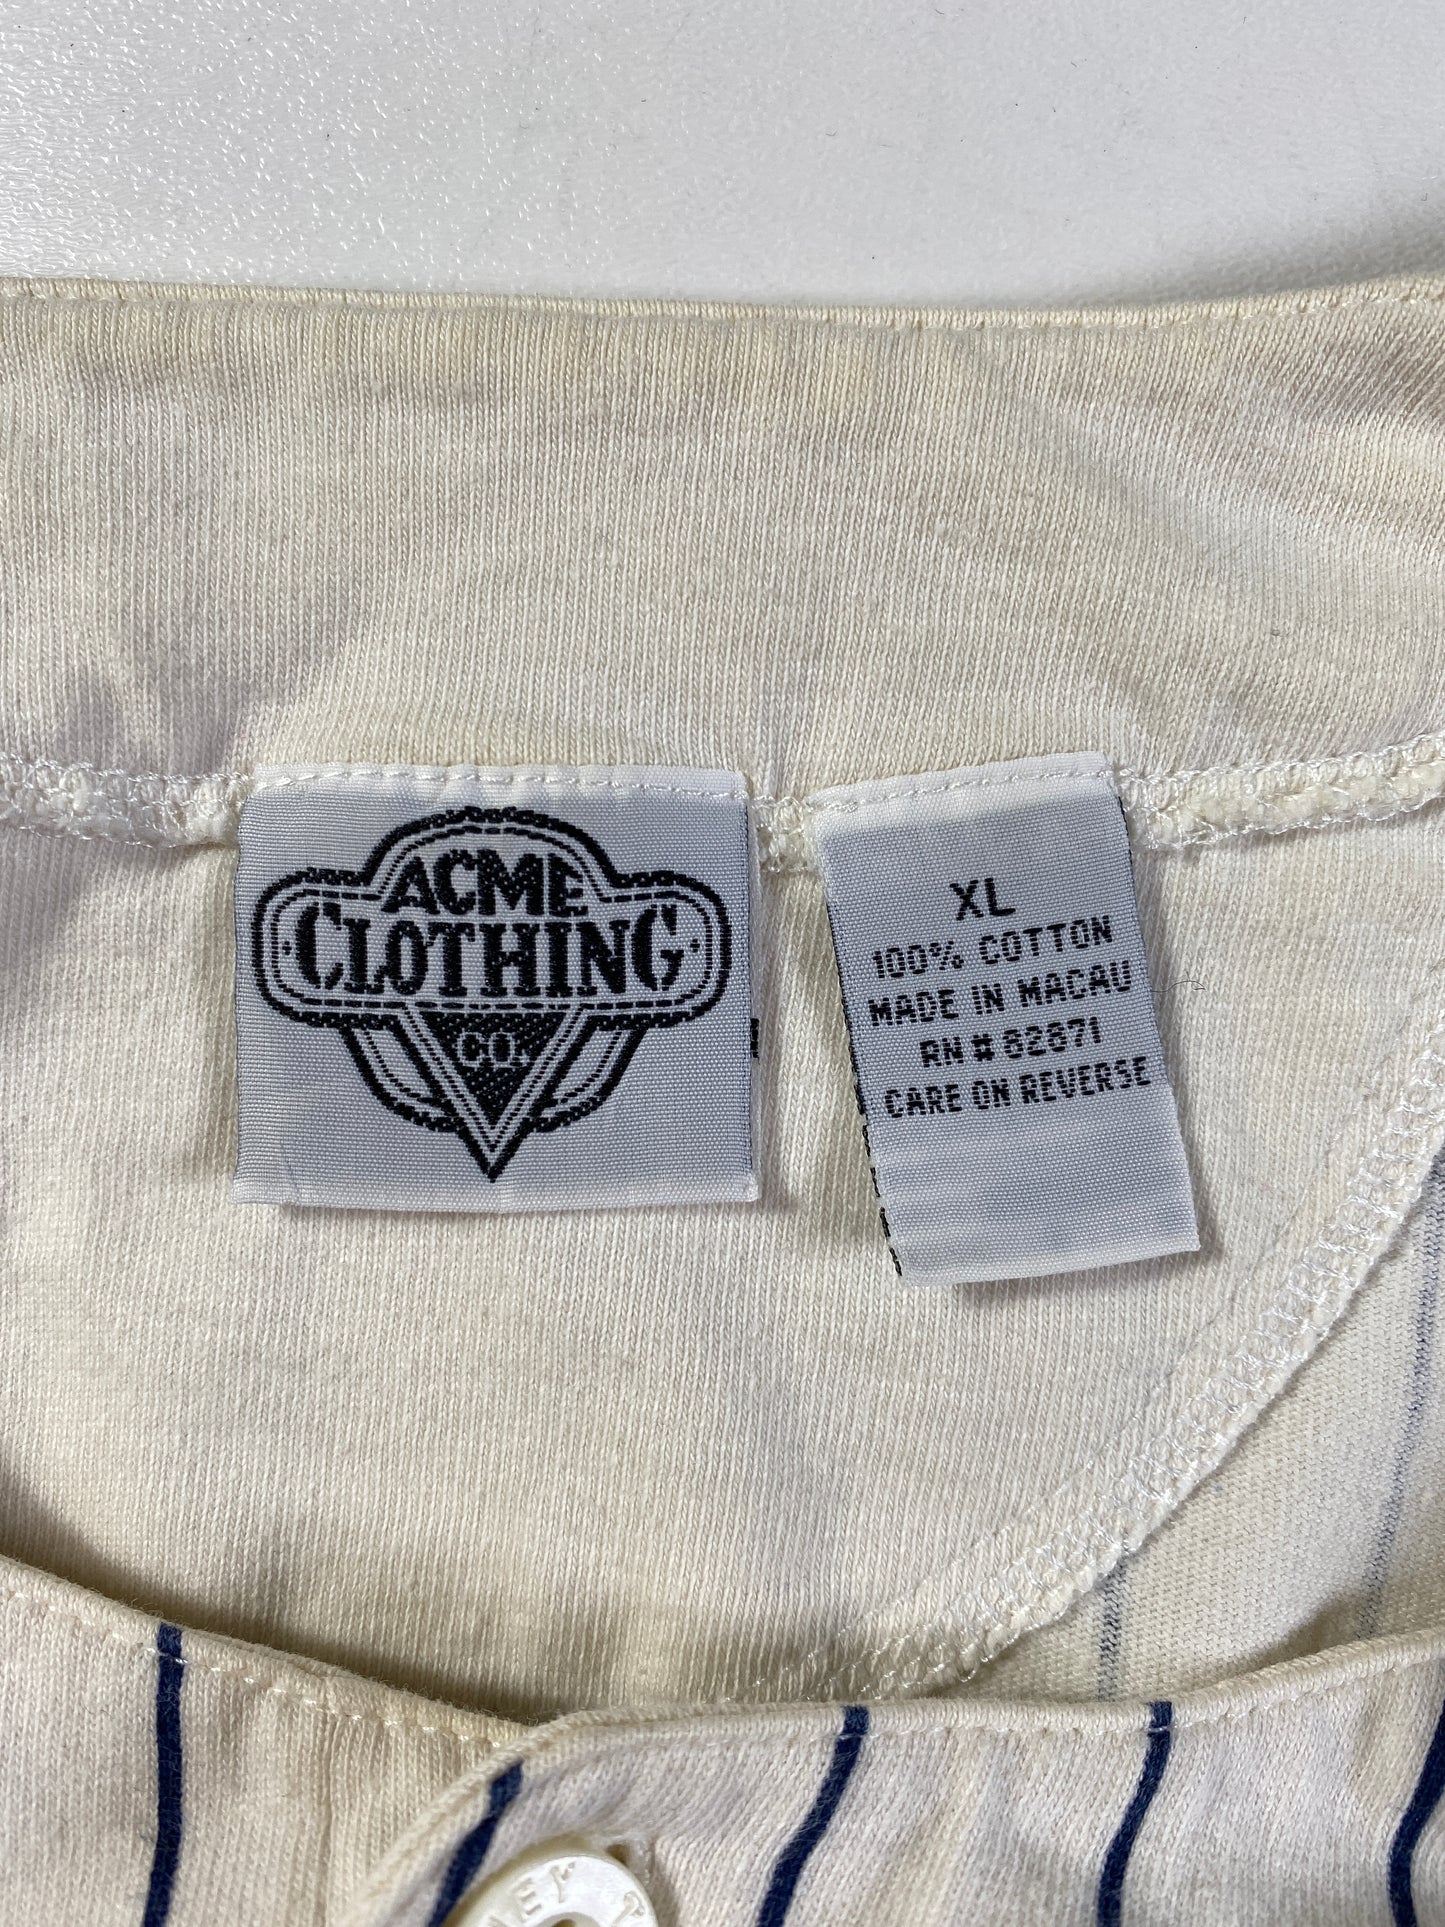 ACME
CLOTHING
CO.
XL
100% COTTON
MADE IN MACAU
RN # 82871
CARE ON REVERSE